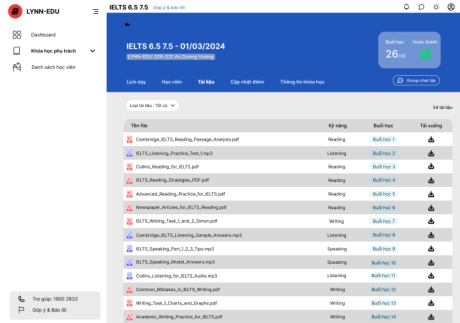 LYNN-EDU
IELTS 6.5 7.5 Góp ý & báo lỗi
Dashboard
Khóa học phụ trách
Danh sách học viên
IELTS 6.5 7.5 - 01/03/2024
LYNN-EDU 329-331 An Dương Vương
Buổi học
26
Hoàn thành
Lịch dạy Học viên Tài liệu Cập nhật điểm Thông tin khóa học
Group chat lớp
Loại tài liệu : Tất cả
54 tài liệu
Tên file Kỹ năng Buổi học Tải xuống
Cambridge_IELTS_Reading_Passage_Analysis.pdf Reading Buổi học 1
IELTS_Listening_Practice_Test_1.mp3 Listening Buổi học 2
Collins_Reading_for_IELTS.pdf Reading Buổi học 3
IELTS_Reading_Strategies_PDF.pdf Reading Buổi học 4
Advanced_Reading_Practice_for_IELTS.pdf Reading Buổi học 5
Newspaper_Articles_for_IELTS_Reading.pdf Reading Buổi học 6
IELTS_Writing_Task_1_and_2_Simon.pdf Writing Buổi học 7
Cambridge_IELTS_Listening_Sample_Answers.mp3 Listening Buổi học 8
IELTS_Speaking_Part_1_2_3_Tips.mp3 Speaking Buổi học 9
IELTS_Speaking_Model_Answers.mp3 Speaking Buổi học 10
Collins_Listening_for_IELTS_Audio.mp3 Listening Buổi học 11
Common_Mistakes_in_IELTS_Writing.pdf Writing Buổi học 12
Writing_Task_1_Charts_and_Graphs.pdf Writing Buổi học 13
Academic_Writing_Practice_for_IELTS.pdf Writing Buổi học 14
Trợ giúp: 1900 2833
Góp ý & Báo lỗi